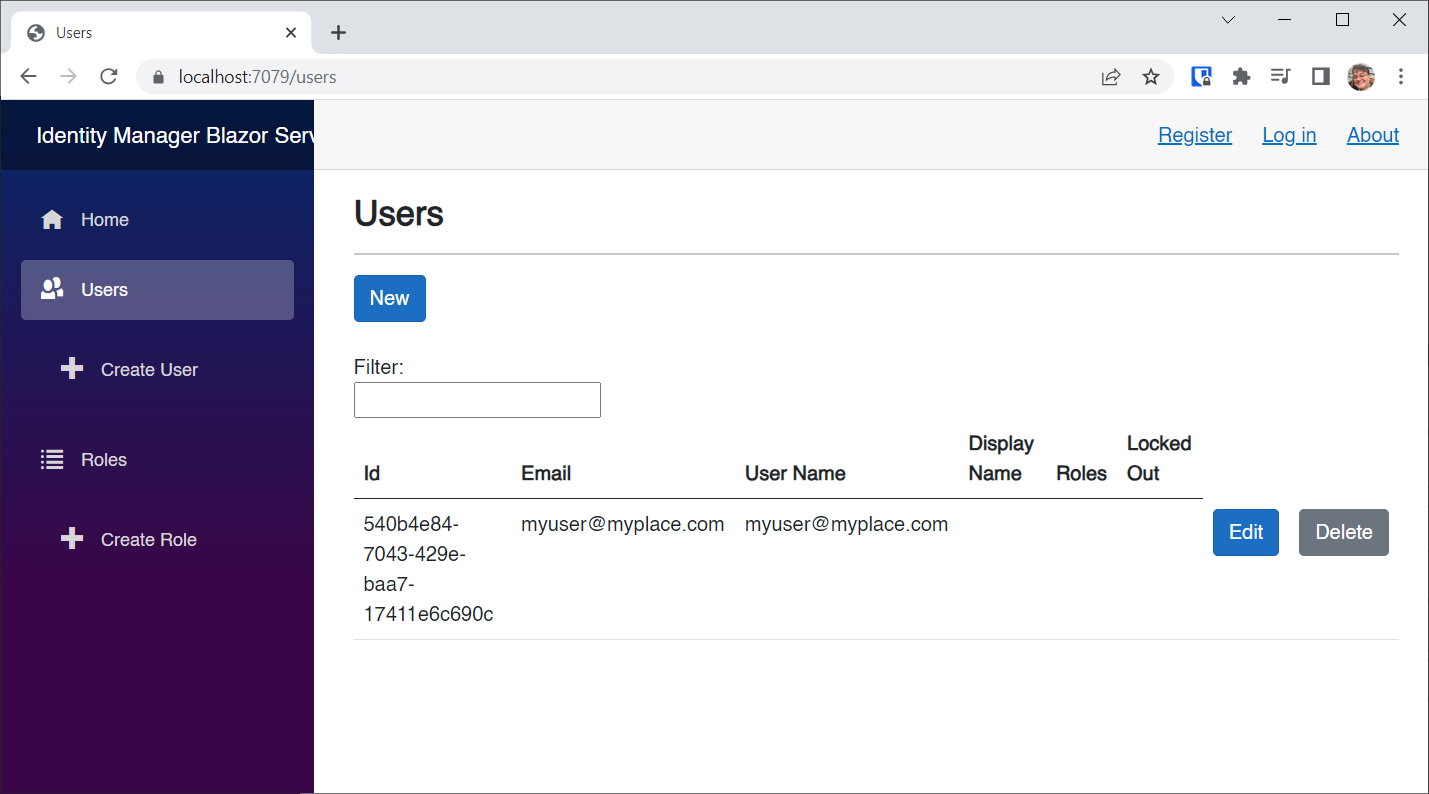 Users
localhost:7079/users
Identity Manager Blazor Serv
Register Log in About
Home
Users
Create User
Roles
Create Role
Users
New
Filter:
Id Email User Name Display Name Roles Locked Out
540b4e84-
7043-429e-
baa7-
17411e6c690c
myuser@myplace.com myuser@myplace.com Edit Delete